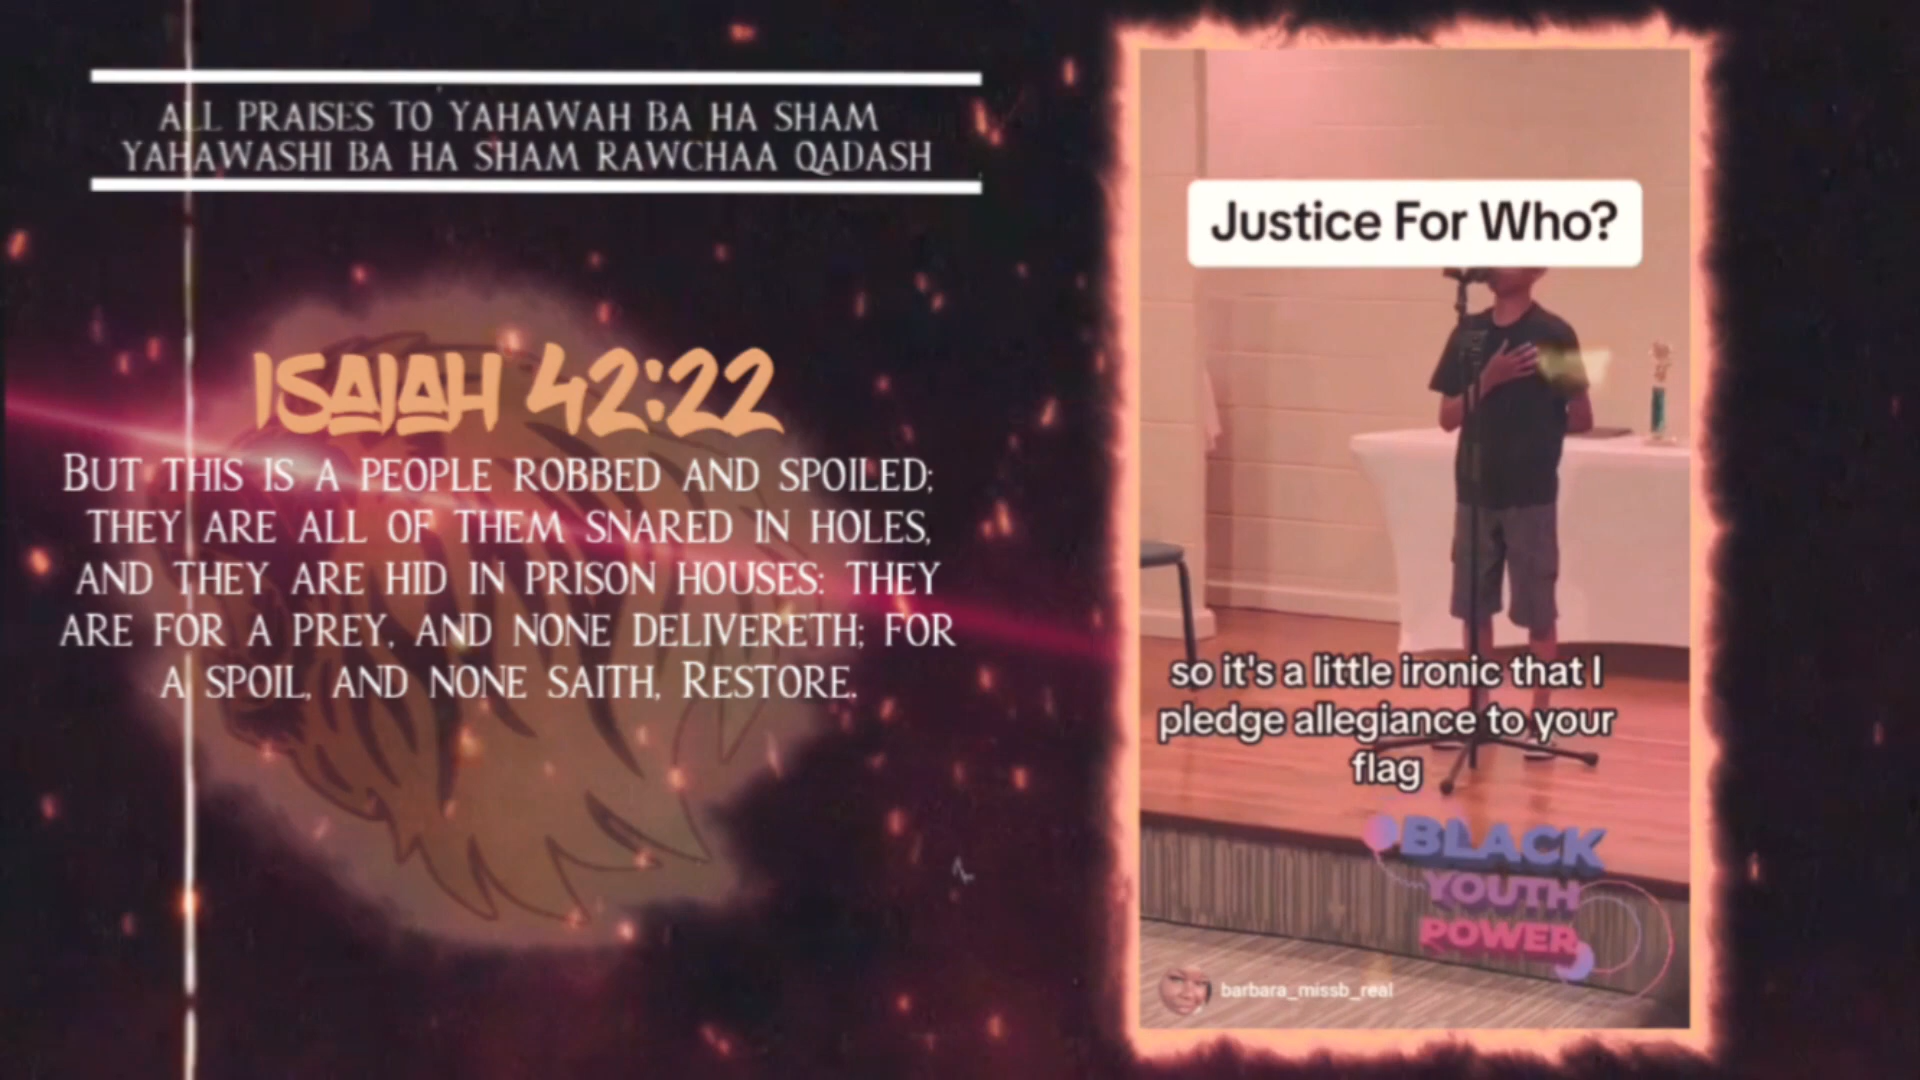 ALL PRAISES TO YAHAWAH BA HA SHAM
YAHAWASHI BA HA SHAM RAWCHAA QADASH
ISAIAH 42:22
BUT THIS IS A PEOPLE ROBBED AND SPOILED;
THEY ARE ALL OF THEM SNARED IN HOLES,
AND THEY ARE HID IN PRISON HOUSES: THEY
ARE FOR A PREY, AND NONE DELIVERETH; FOR
A SPOIL, AND NONE SAITH, RESTORE.
Justice For Who?
so it's a little ironic that I
pledge allegiance to your
flag
BLACK
YOUTH
POWER
barbara_missb_real